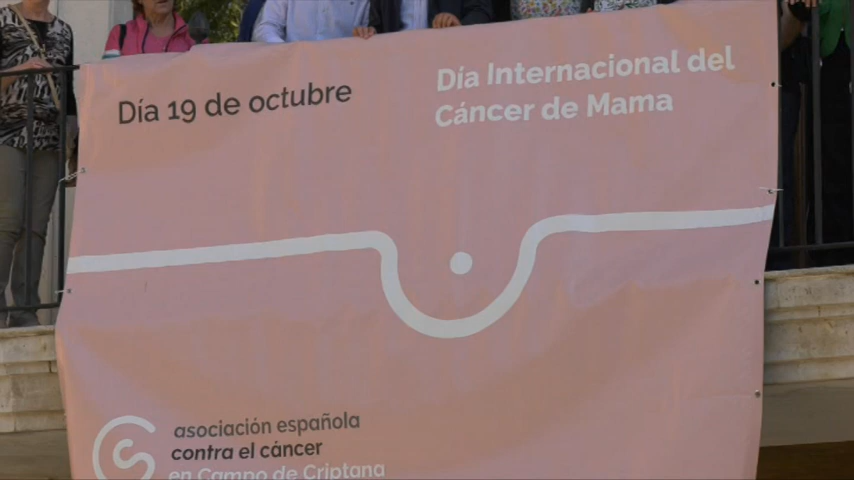 Día 19 de octubre
Día Internacional del
Cáncer de Mama
asociación española
contra el cáncer
en Campo de Criptana